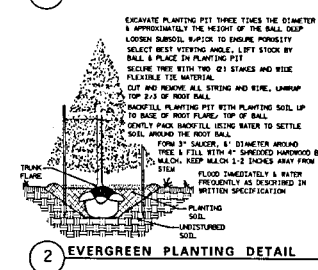 EXCAVATE PLANTING PIT THREE TIMES THE DIAMETER
& APPROXIMATELY THE HEIGHT OF THE BALL DEEP
LOOSEN SUBSOIL W/PICK TO ENSURE POROSITY
SELECT BEST VIEWING ANGLE, LIFT STOCK BY
BALL & PLACE IN PLANTING PIT
SECURE TREE WITH TWO (2) STAKES AND WIDE
FLEXIBLE TIE MATERIAL
CUT AND REMOVE ALL STRING AND WIRE, UNWRAP
TOP 2/3 OF ROOT BALL
BACKFILL PLANTING PIT WITH PLANTING SOIL UP
TO BASE OF ROOT FLARE/ TOP OF BALL
GENTLY PACK BACKFILL USING WATER TO SETTLE
SOIL AROUND THE ROOT BALL
FORM 3" SAUCER, 6' DIAMETER AROUND
TREE & FILL WITH 4" SHREDDED HARDWOOD B
MULCH. KEEP MULCH 1-2 INCHES AWAY FROM
STEM
FLOOD IMMEDIATELY & WATER
FREQUENTLY AS DESCRIBED IN
WRITTEN SPECIFICATION
TRUNK
FLARE
PLANTING
SOIL
UNDISTURBED
SOIL
2 EVERGREEN PLANTING DETAIL